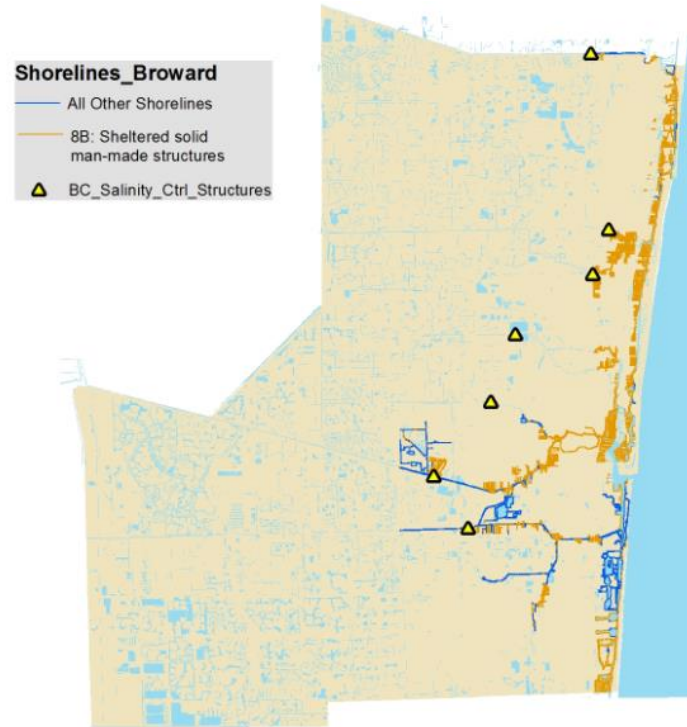 Shorelines_Broward
All Other Shorelines
8B: Sheltered solid
man-made structures
BC_Salinity_Ctrl_Structures